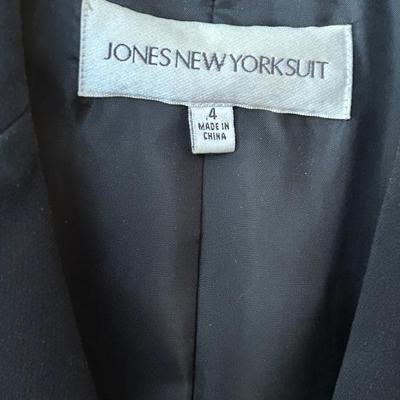 JONES NEW YORK SUIT
4
MADE IN
CHINA